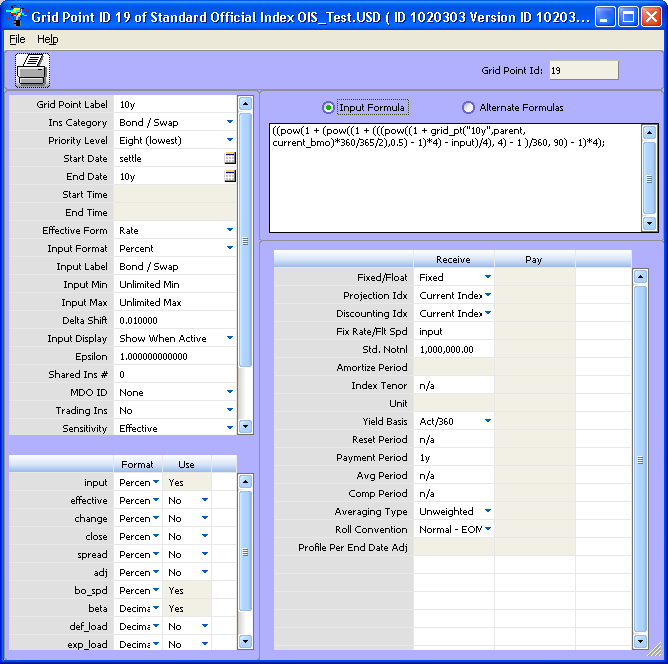 Grid Point ID 19 of Standard Official Index OIS_Test.USD ( ID 1020303 Version ID 10203...
File Help
Grid Point Id: 19
Grid Point Label 10y
Ins Category Bond / Swap
Priority Level Eight (lowest)
Start Date settle
End Date 10y
Start Time
End Time
Effective Form Rate
Input Format Percent
Input Label Bond / Swap
Input Min Unlimited Min
Input Max Unlimited Max
Delta Shift 0.010000
Input Display Show When Active
Epsilon 1.000000000000
Shared Ins # 0
MDO ID None
Trading Ins No
Sensitivity Effective
Format Use
input Percen Yes
effective Percen No
change Percen No
close Percen No
spread Percen No
adj Percen No
bo_spd Percen Yes
beta Decima Yes
def_load Decima No
exp_load Percen No
Input Formula Alternate Formulas
((pow(1 + (pow((1 + (((pow((1 + grid_pt("10y",parent,
current_bmo)*360/365/2),0.5) - 1)*4) - input)/4), 4) - 1 )/360, 90) - 1)*4);
Receive Pay
Fixed/Float Fixed
Projection Idx Current Index
Discounting Idx Current Index
Fix Rate/Flt Spd input
Std. Notnl 1,000,000.00
Amortize Period
Index Tenor n/a
Unit
Yield Basis Act/360
Reset Period n/a
Payment Period 1y
Avg Period n/a
Comp Period n/a
Averaging Type Unweighted
Roll Convention Normal - EOM
Profile Per End Date Adj